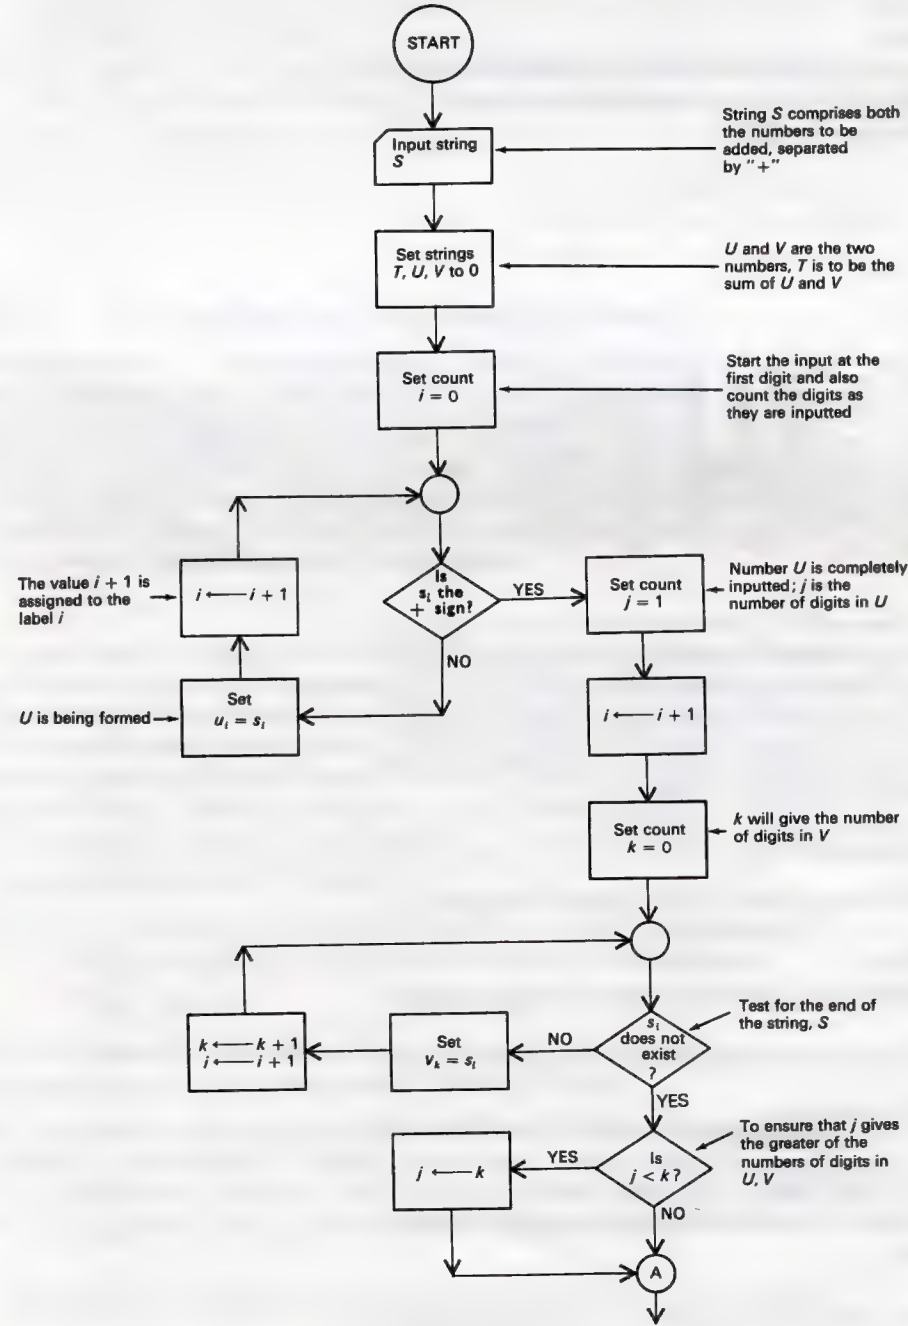 START
Input string
S
String S comprises both
the numbers to be
added, separated
by "+"
Set strings
T, U, V to 0
U and V are the two
numbers, T is to be the
sum of U and V
Set count
i = 0
Start the input at the
first digit and also
count the digits as
they are inputted
The value i + 1 is
assigned to the
label i
i ← i + 1
Is
s_i the
+ sign?
YES
Set count
j = 1
Number U is completely
inputted; j is the
number of digits in U
NO
U is being formed
Set
u_i = s_i
i ← i + 1
Set count
k = 0
k will give the number
of digits in V
k ← k + 1
i ← i + 1
Set
v_k = s_i
NO
s_i
does not
exist
?
Test for the end of
the string, S
YES
j ← k
YES
Is
j < k?
To ensure that j gives
the greater of the
numbers of digits in
U, V
NO
A